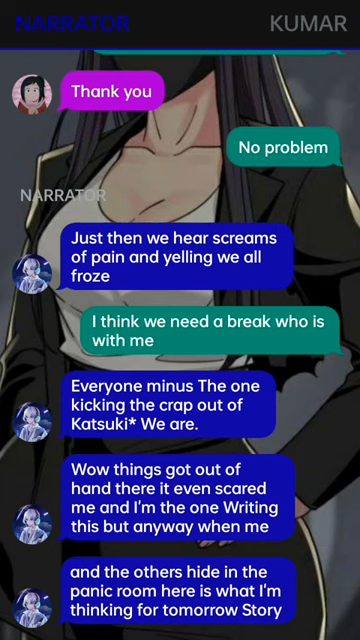 NARRATOR
KUMAR
Thank you
No problem
NARRATOR
Just then we hear screams
of pain and yelling we all
froze
I think we need a break who is
with me
Everyone minus The one
kicking the crap out of
Katsuki* We are.
Wow things got out of
hand there it even scared
me and I'm the one Writing
this but anyway when me
and the others hide in the
panic room here is what I'm
thinking for tomorrow Story